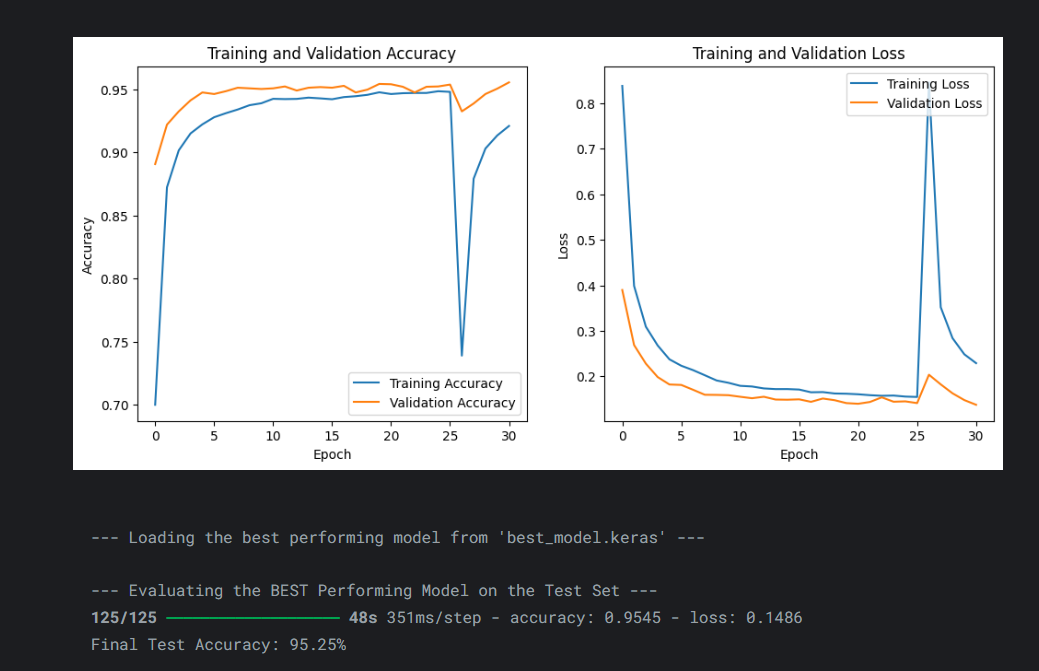 Training and Validation Accuracy
0.95
0.90
0.85
0.80
0.75
0.70
Accuracy
Training Accuracy
Validation Accuracy
0 5 10 15 20 25 30
Epoch
Training and Validation Loss
Training Loss
Validation Loss
0.8
0.7
0.6
0.5
0.4
0.3
0.2
Loss
0 5 10 15 20 25 30
Epoch
--- Loading the best performing model from 'best_model.keras' ---
--- Evaluating the BEST Performing Model on the Test Set ---
125/125 ━━━━━━━━━━━━━━━━━━━━ 48s 351ms/step - accuracy: 0.9545 - loss: 0.1486
Final Test Accuracy: 95.25%